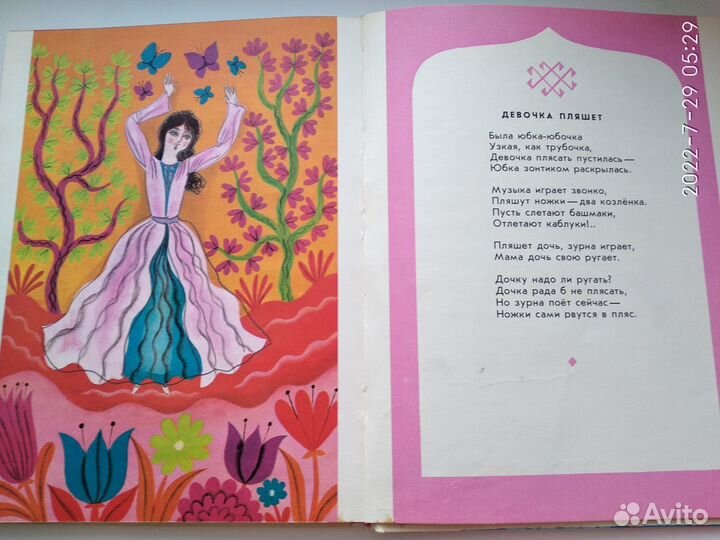 ДЕВОЧКА ПЛЯШЕТ
Была юбка-юбочка
Узкая, как трубочка,
Девочка плясать пустилась—
Юбка зонтиком раскрылась.
Музыка играет звонко,
Пляшут ножки—два козлёнка.
Пусть слетают башмаки,
Отлетают каблуки!..
Пляшет дочь, зурна играет,
Мама дочь свою ругает.
Дочку надо ли ругать?
Дочка рада б не плясать,
Но зурна поёт сейчас—
Ножки сами рвутся в пляс.
2022-7-29 05:29
Avito